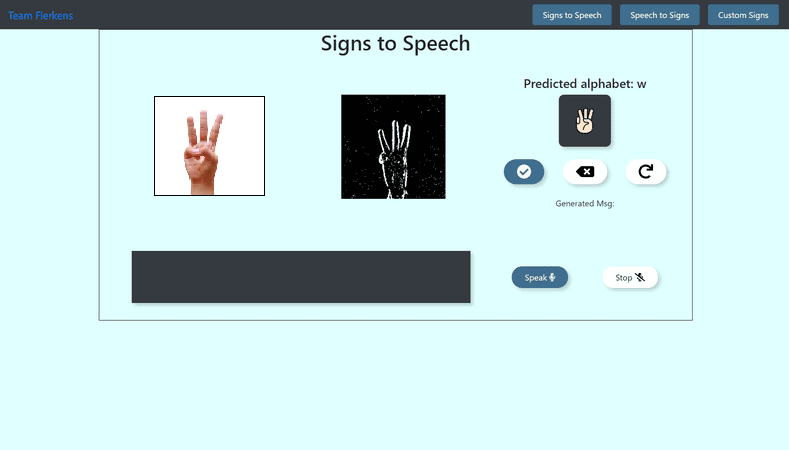 Team Fierkens
Signs to Speech
Speech to Signs
Custom Signs
Signs to Speech
Predicted alphabet: w
Generated Msg:
Speak
Stop